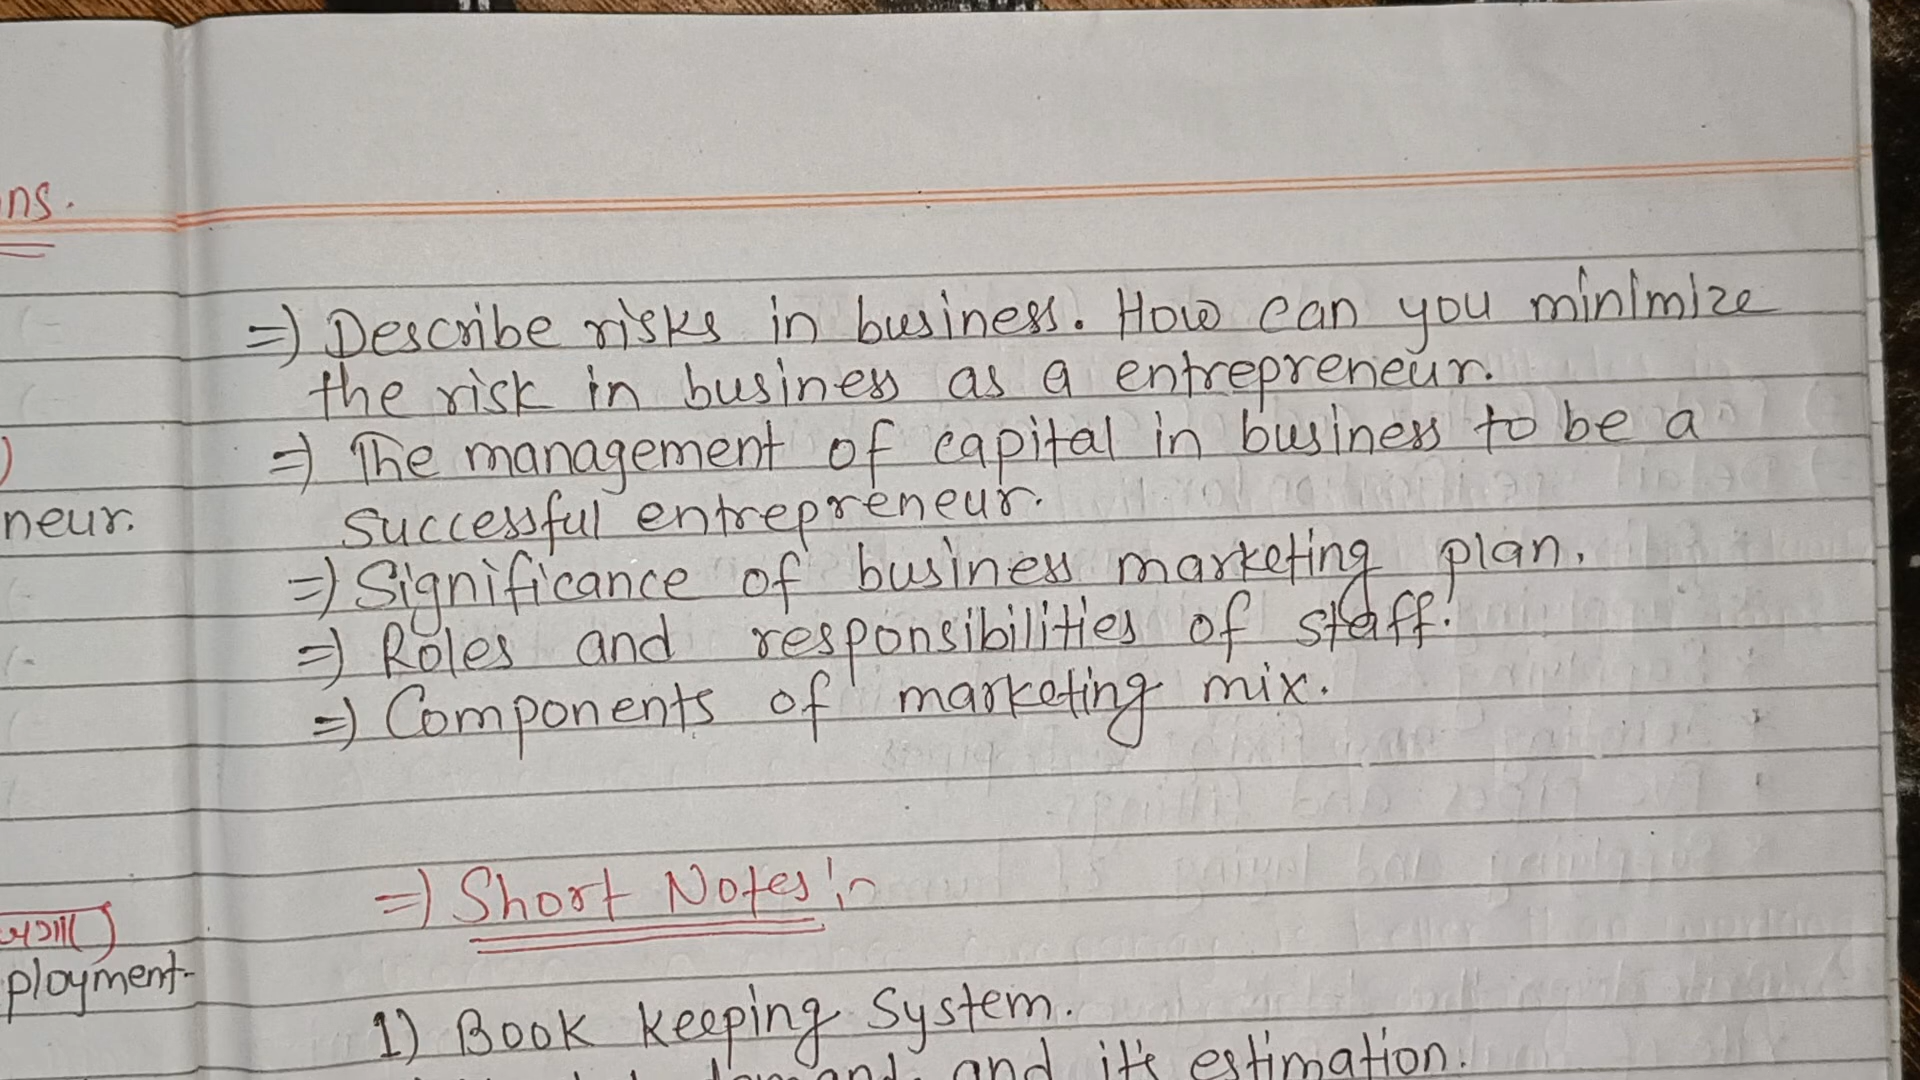 ns.
neur.
ployment-
=) Describe risks in business. How can you minimize
the risk in business as a entrepreneur.
=) The management of capital in business to be a
successful entrepreneur.
=) Significance of business marketing plan.
=) Roles and responsibilities of staff.
=) Components of marketing mix.
=) Short Notes :-
1) Book keeping System.
demand and it's estimation.